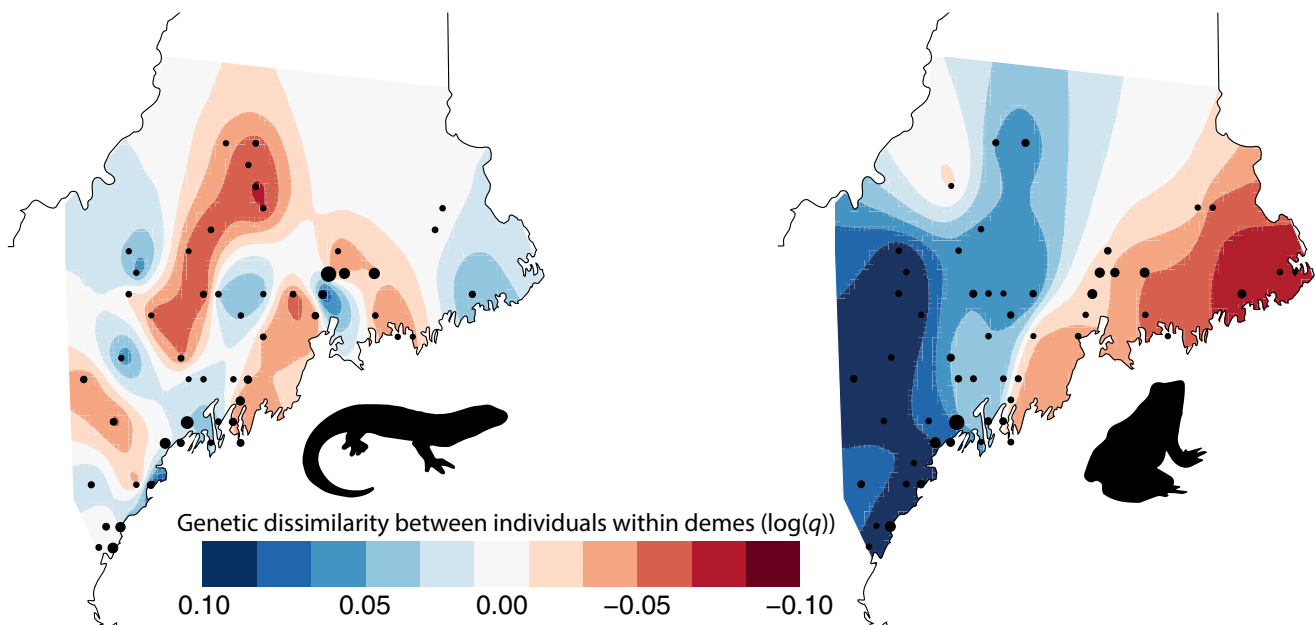 Genetic dissimilarity between individuals within demes (log(q))
0.10 0.05 0.00 −0.05 −0.10